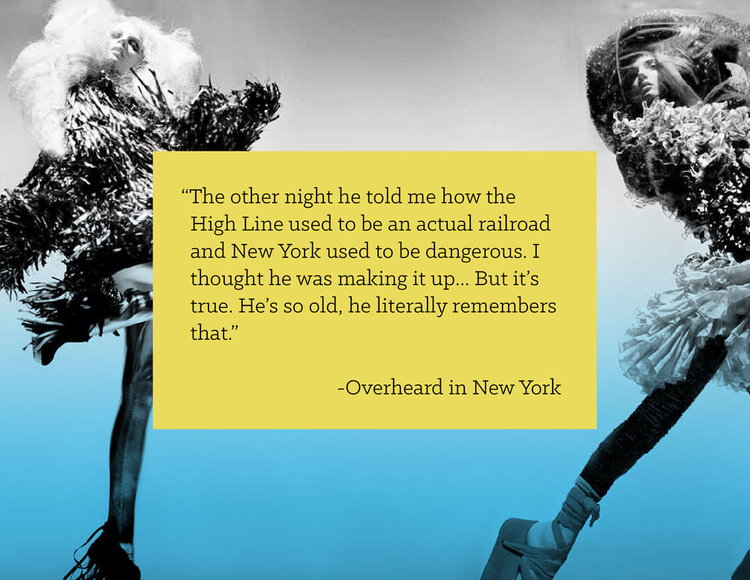 “The other night he told me how the
High Line used to be an actual railroad
and New York used to be dangerous. I
thought he was making it up... But it’s
true. He’s so old, he literally remembers
that.”
-Overheard in New York